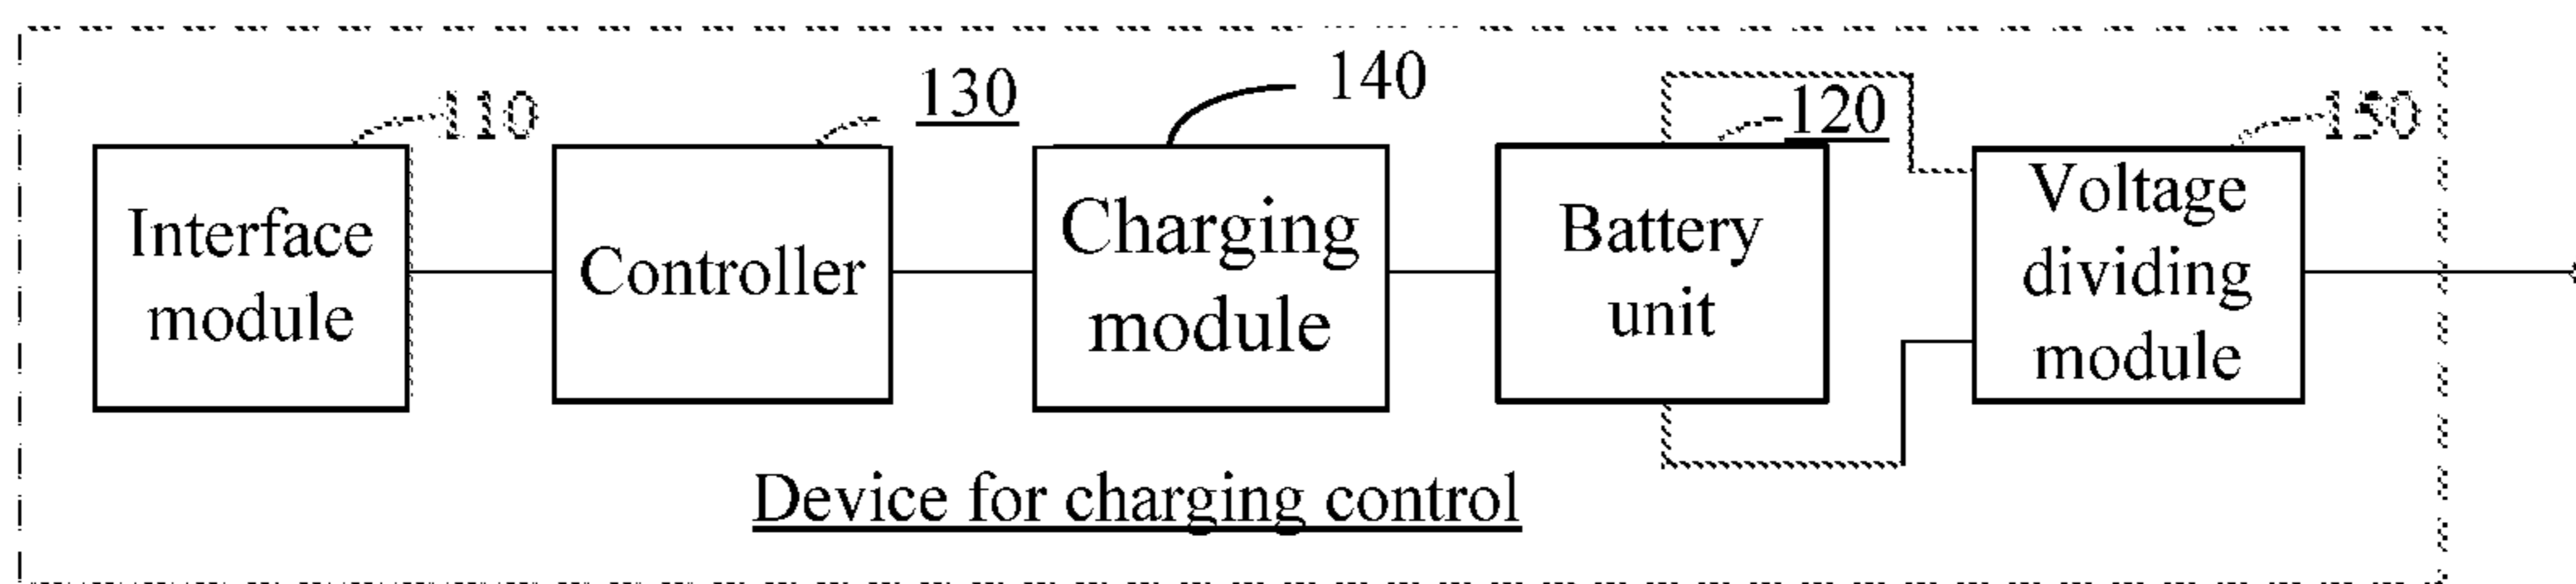 110
130
140
120
150
Interface
module
Controller
Charging
module
Battery
unit
Voltage
dividing
module
Device for charging control